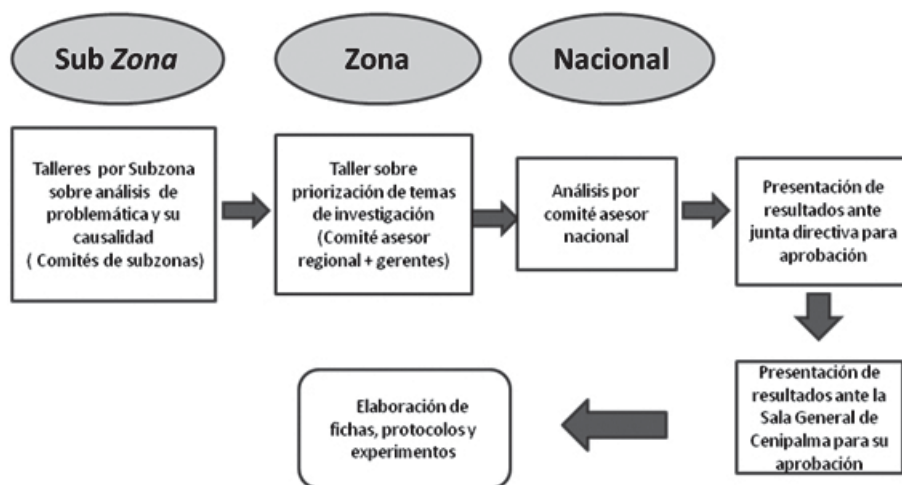 Sub Zona
Zona
Nacional
Talleres por Subzona
sobre análisis de
problemática y su
causalidad
( Comités de subzonas)
Taller sobre
priorización de temas
de investigación
(Comité asesor
regional + gerentes)
Análisis por
comité asesor
nacional
Presentación de
resultados ante
junta directiva para
aprobación
Presentación de
resultados ante la
Sala General de
Cenipalma para su
aprobación
Elaboración de
fichas, protocolos y
experimentos